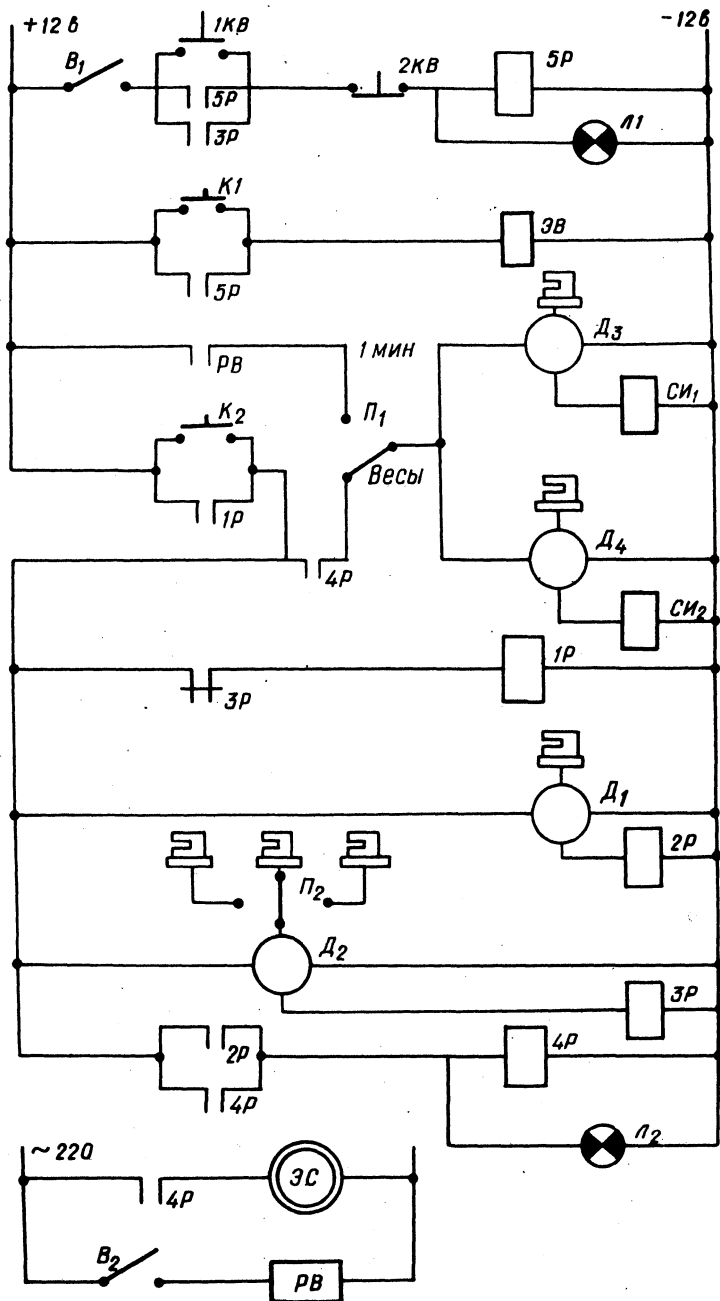 +12 в
-12в
1КВ
В1
2КВ
5Р
5Р
3Р
Л1
К1
ЭВ
5Р
Д3
РВ
1 мин
СИ1
К2
П1
Весы
1Р
Д4
4Р
СИ2
1Р
3Р
Д1
2Р
П2
Д2
3Р
2Р
4Р
4Р
Л2
~220
4Р
ЭС
В2
РВ